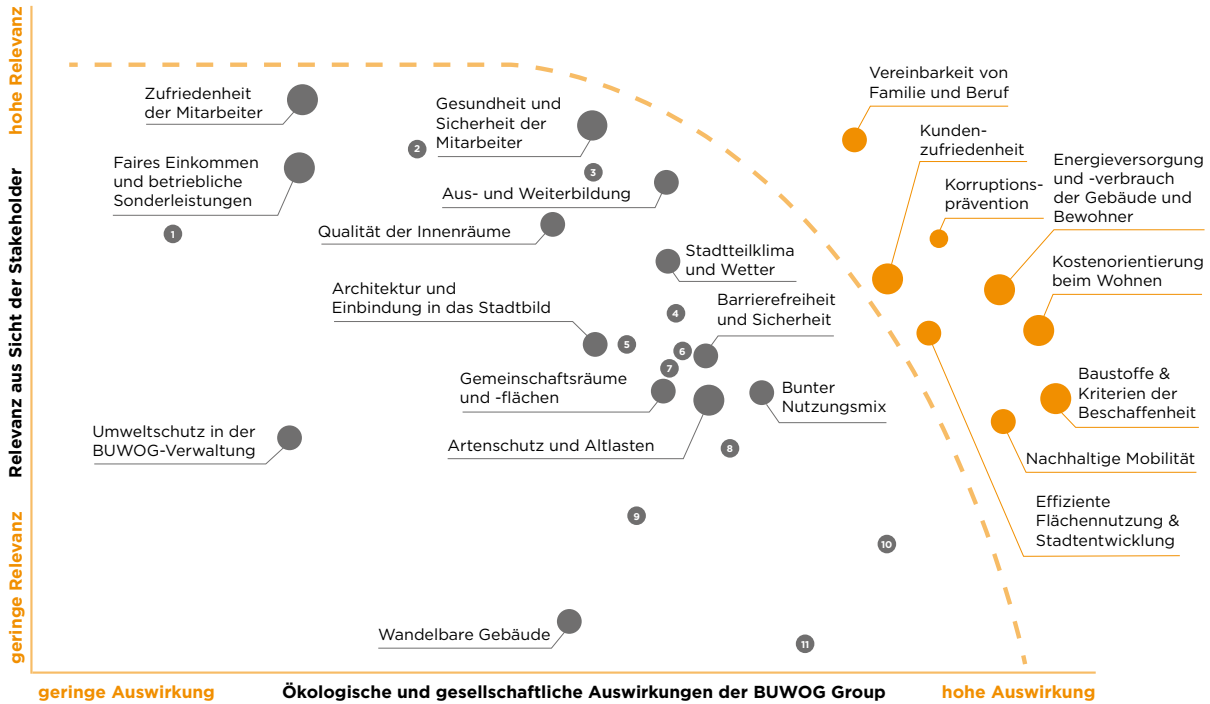 hohe Relevanz
Relevanz aus Sicht der Stakeholder
geringe Relevanz
Zufriedenheit
der Mitarbeiter
Faires Einkommen
und betriebliche
Sonderleistungen
1
2
Gesundheit und
Sicherheit der
Mitarbeiter
3
Aus- und Weiterbildung
Qualität der Innenräume
Stadtteilklima
und Wetter
Architektur und
Einbindung in das Stadtbild
4
Barrierefreiheit
und Sicherheit
5
6
7
Gemeinschaftsräume
und -flächen
Bunter
Nutzungsmix
Artenschutz und Altlasten
8
Umweltschutz in der
BUWOG-Verwaltung
9
10
Wandelbare Gebäude
11
Vereinbarkeit von
Familie und Beruf
Kunden-
zufriedenheit
Korruptions-
prävention
Energieversorgung
und -verbrauch
der Gebäude und
Bewohner
Kostenorientierung
beim Wohnen
Baustoffe &
Kriterien der
Beschaffenheit
Nachhaltige Mobilität
Effiziente
Flächennutzung &
Stadtentwicklung
geringe Auswirkung
Ökologische und gesellschaftliche Auswirkungen der BUWOG Group
hohe Auswirkung